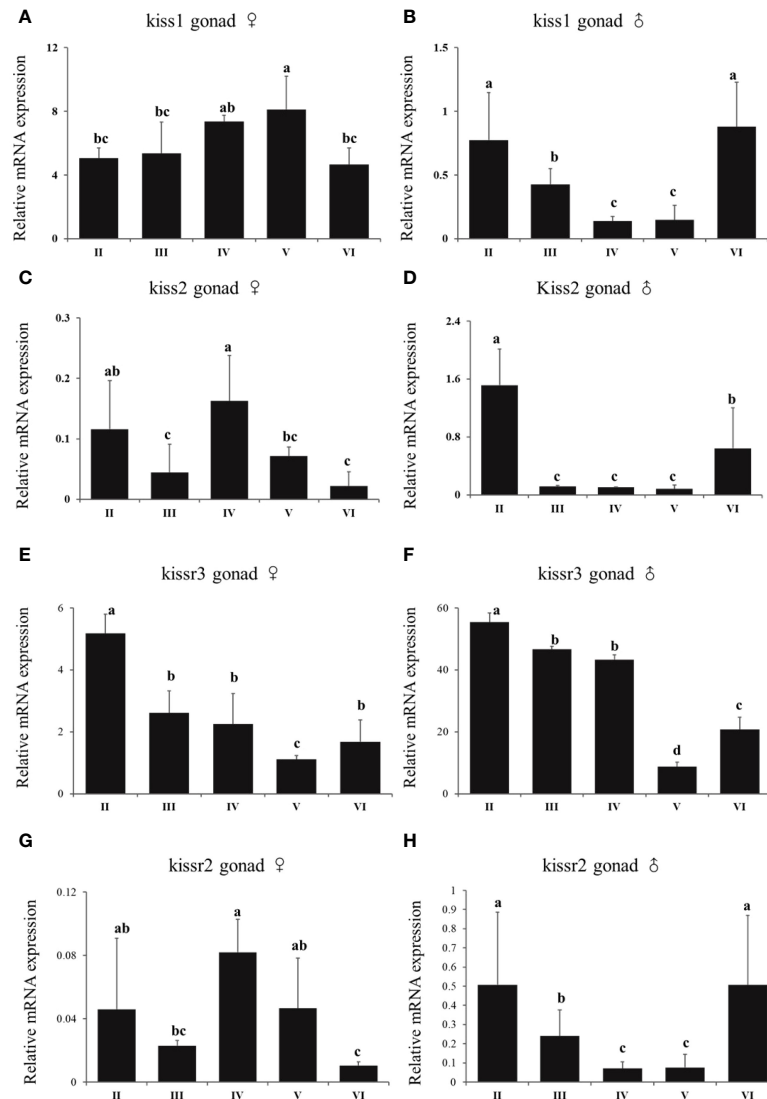 A
kiss1 gonad ♀
Relative mRNA expression
12
8
4
0
bc
bc
ab
a
bc
II
III
IV
V
VI
B
kiss1 gonad ♂
Relative mRNA expression
1.5
1
0.5
0
a
b
c
c
a
II
III
IV
V
VI
C
kiss2 gonad ♀
Relative mRNA expression
0.3
0.2
0.1
0
ab
c
a
bc
c
II
III
IV
V
VI
D
Kiss2 gonad ♂
Relative mRNA expression
2.4
1.6
0.8
0
a
c
c
c
b
II
III
IV
V
VI
E
kissr3 gonad ♀
Relative mRNA expression
6
4
2
0
a
b
b
c
b
II
III
IV
V
VI
F
kissr3 gonad ♂
Relative mRNA expression
60
40
20
0
a
b
b
d
c
II
III
IV
V
VI
G
kissr2 gonad ♀
Relative mRNA expression
0.12
0.08
0.04
0
ab
bc
a
ab
c
II
III
IV
V
VI
H
kissr2 gonad ♂
Relative mRNA expression
1
0.9
0.8
0.7
0.6
0.5
0.4
0.3
0.2
0.1
0
a
b
c
c
a
II
III
IV
V
VI